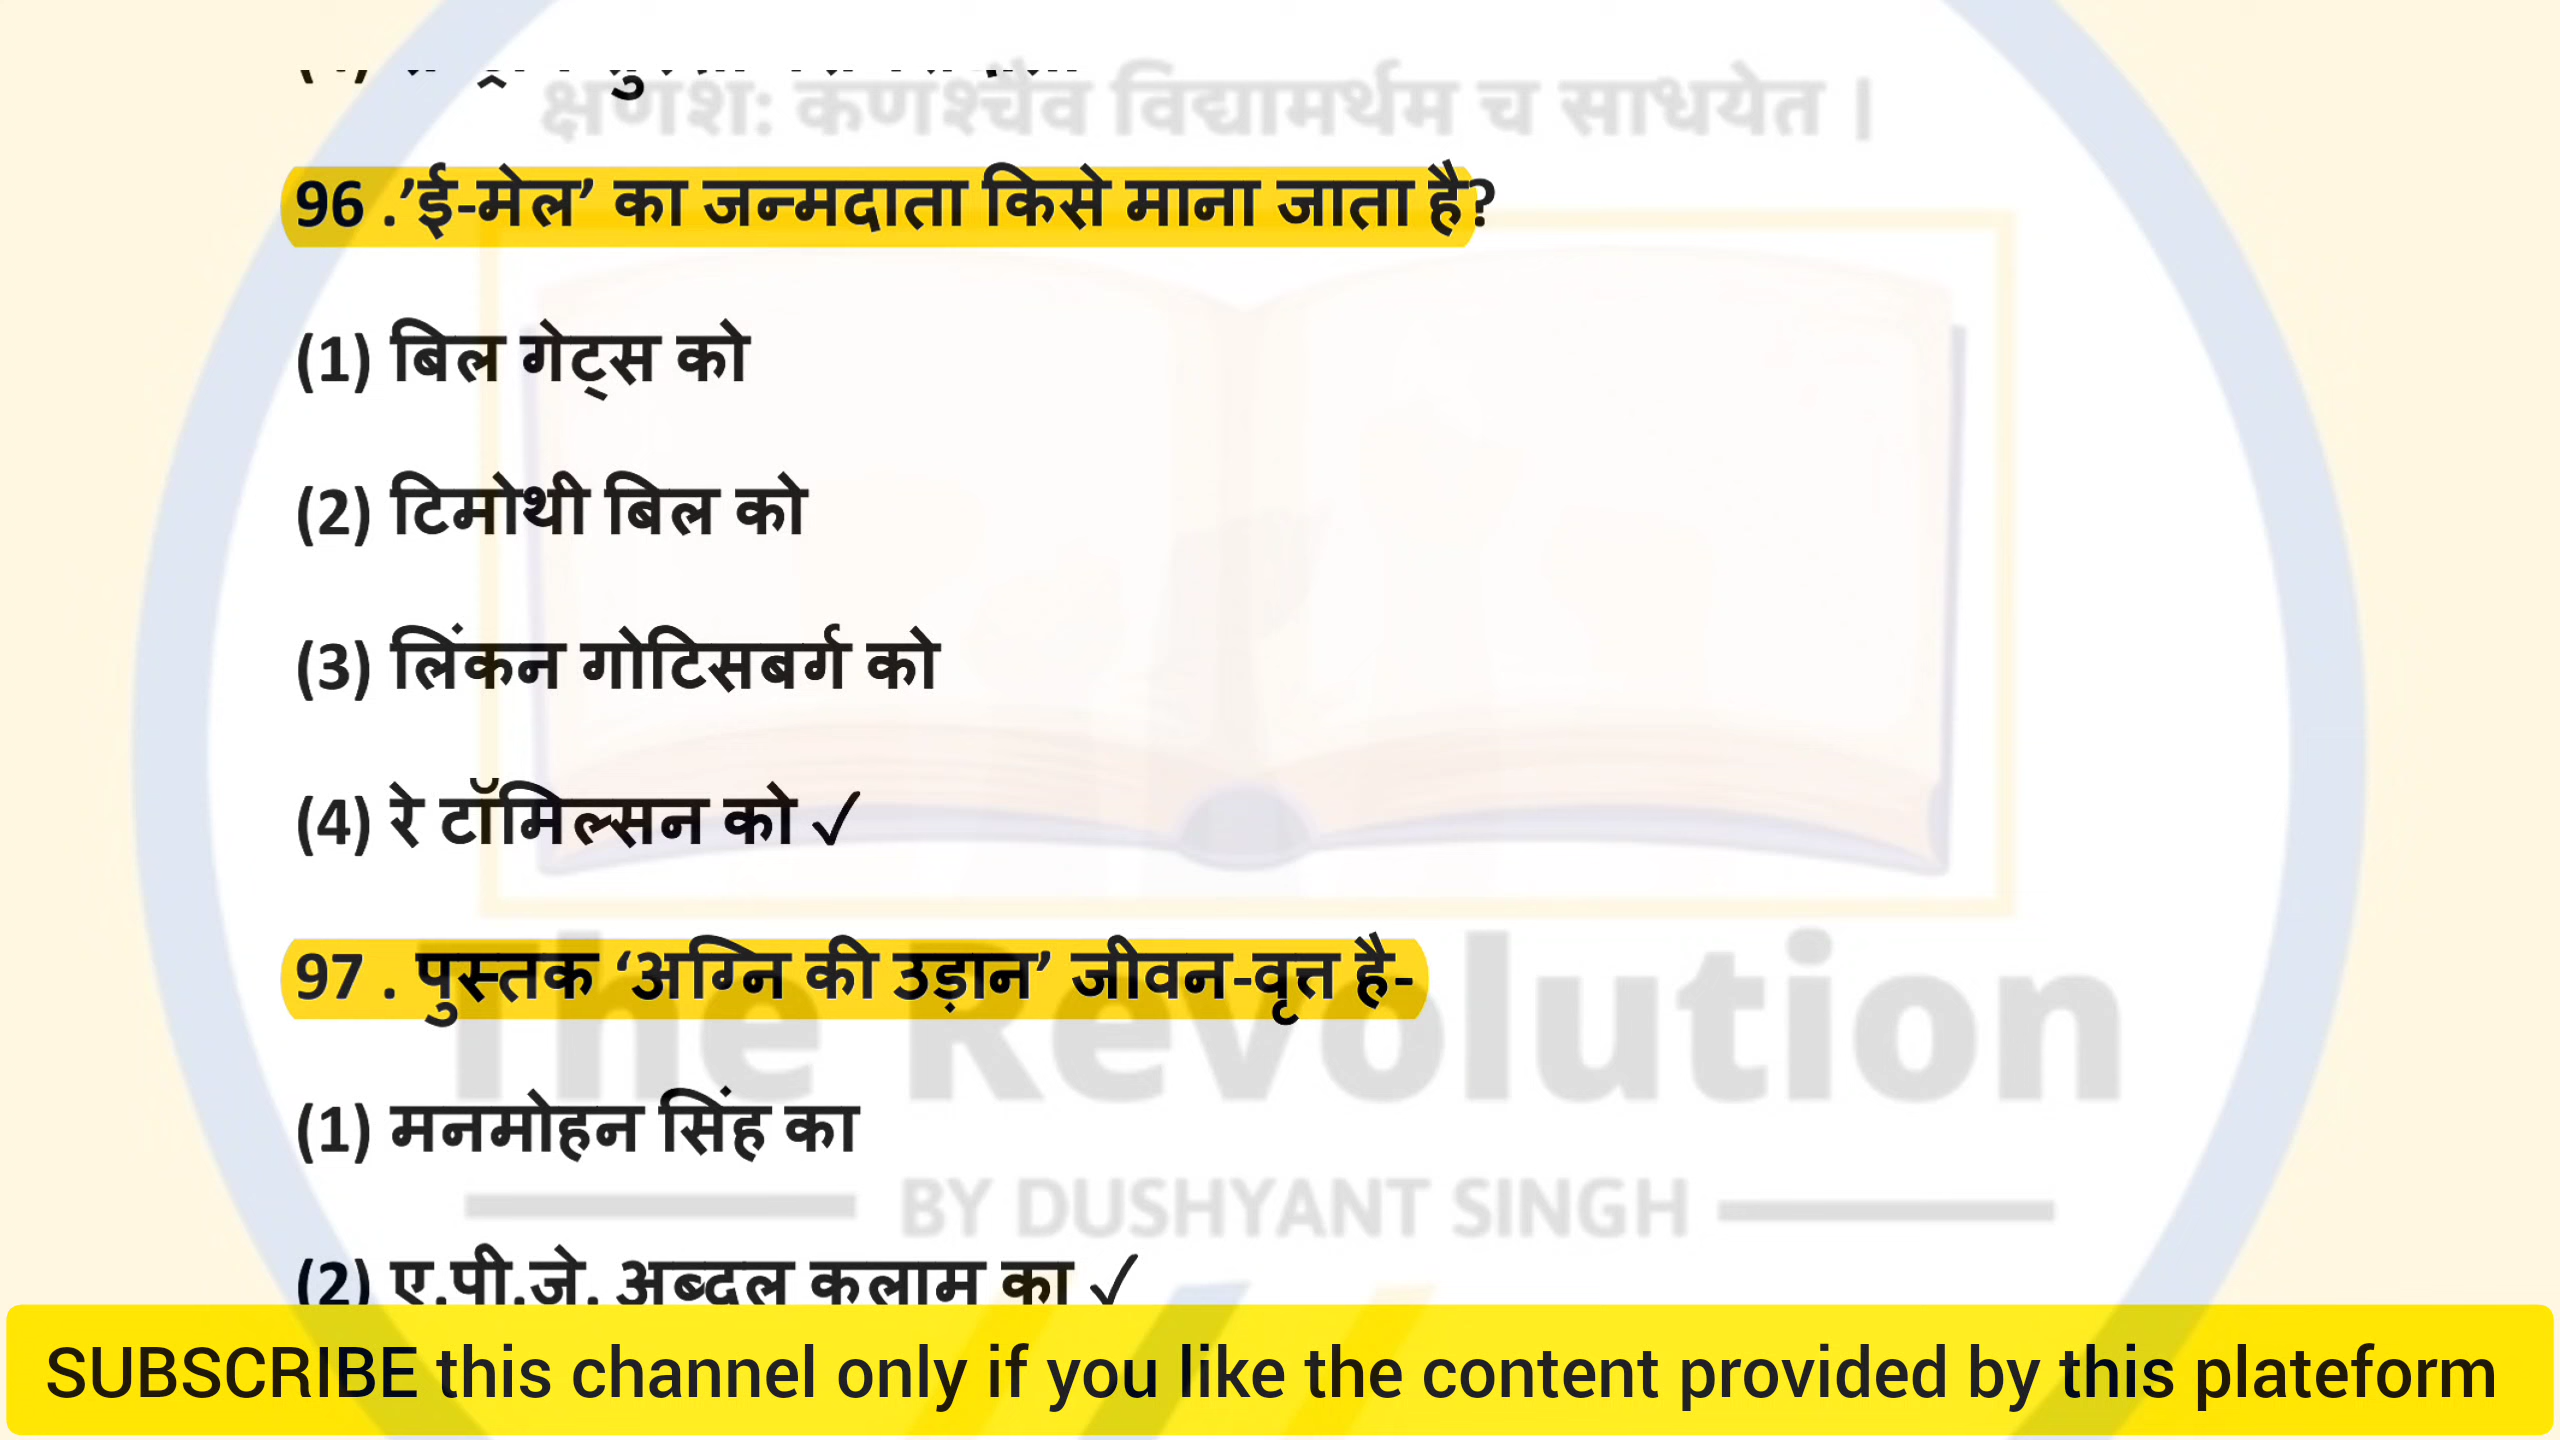 क्षणश: कणश्चैव विद्यामर्थम च साधयेत ।
96 .’ई-मेल’ का जन्मदाता किसे माना जाता है?
(1) बिल गेट्स को
(2) टिमोथी बिल को
(3) लिंकन गोटिसबर्ग को
(4) रे टॉमिल्सन को ✓
97 . पुस्तक ‘अग्नि की उड़ान’ जीवन-वृत्त है-
The Revolution
(1) मनमोहन सिंह का
BY DUSHYANT SINGH
(2) ए.पी.जे. अब्दुल कलाम का ✓
SUBSCRIBE this channel only if you like the content provided by this plateform